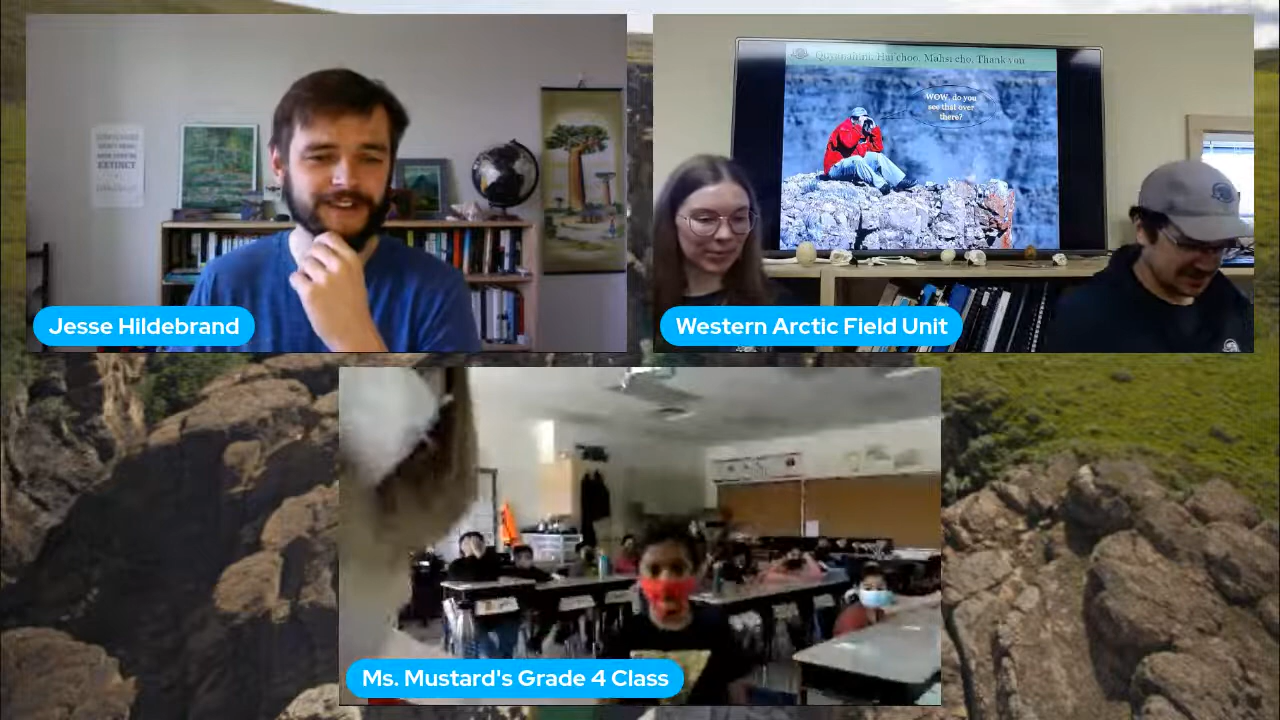 EXTINCT
Quyanainni, Hai'choo, Mahsi cho, Thank you
WOW, do you
see that over
there?
Jesse Hildebrand
Western Arctic Field Unit
Ms. Mustard's Grade 4 Class